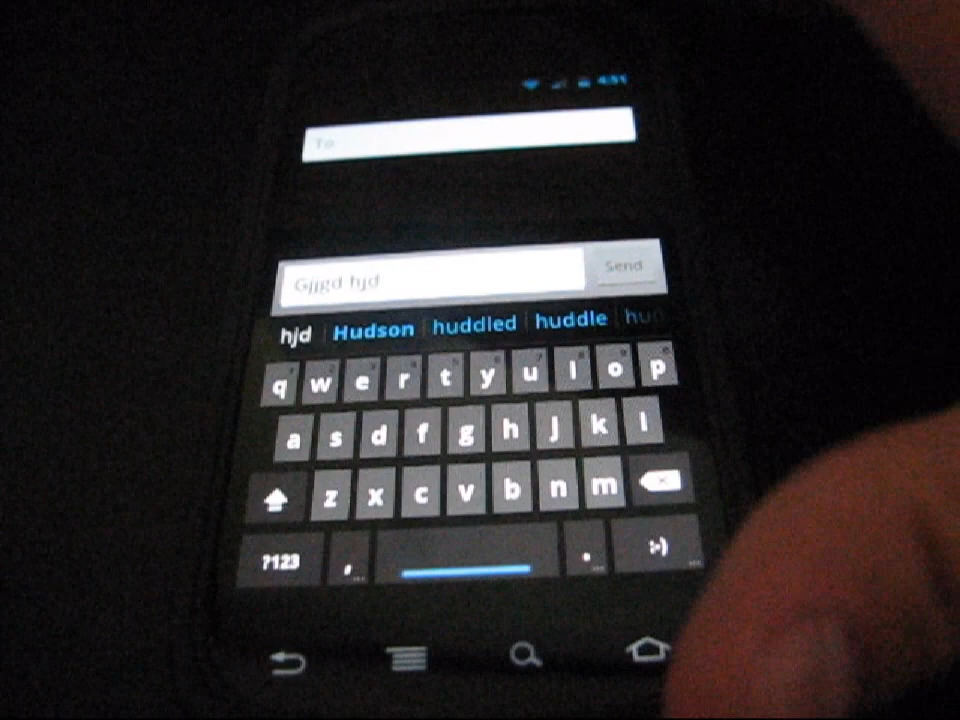 4:51
To
Gjjgd hjd
Send
hjd Hudson huddled huddle
q w e r t y u i o p
a s d f g h j k l
z x c v b n m
?123 , ... . ... :-) ...